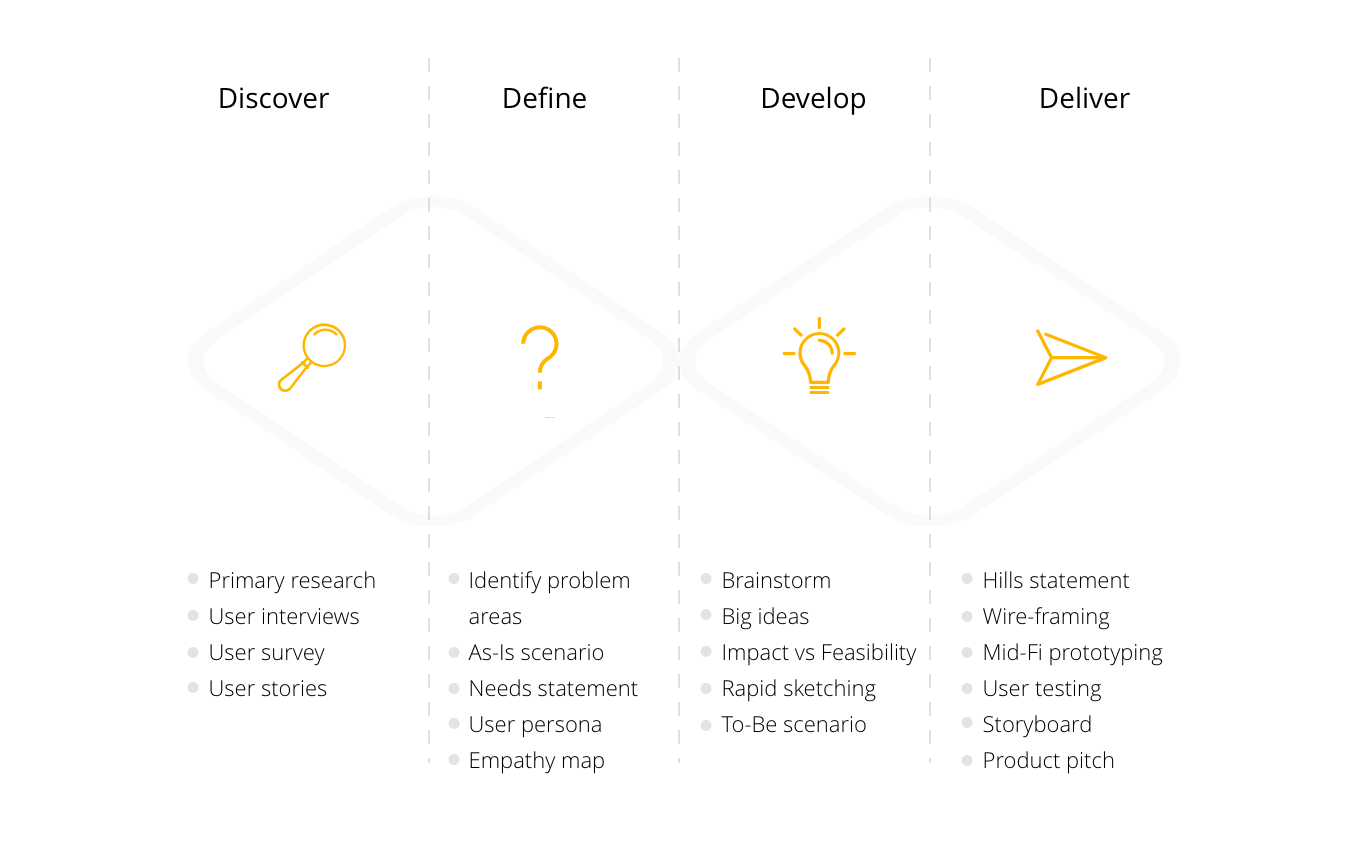 Discover
Define
Develop
Deliver
Primary research
User interviews
User survey
User stories
Identify problem
areas
As-Is scenario
Needs statement
User persona
Empathy map
Brainstorm
Big ideas
Impact vs Feasibility
Rapid sketching
To-Be scenario
Hills statement
Wire-framing
Mid-Fi prototyping
User testing
Storyboard
Product pitch